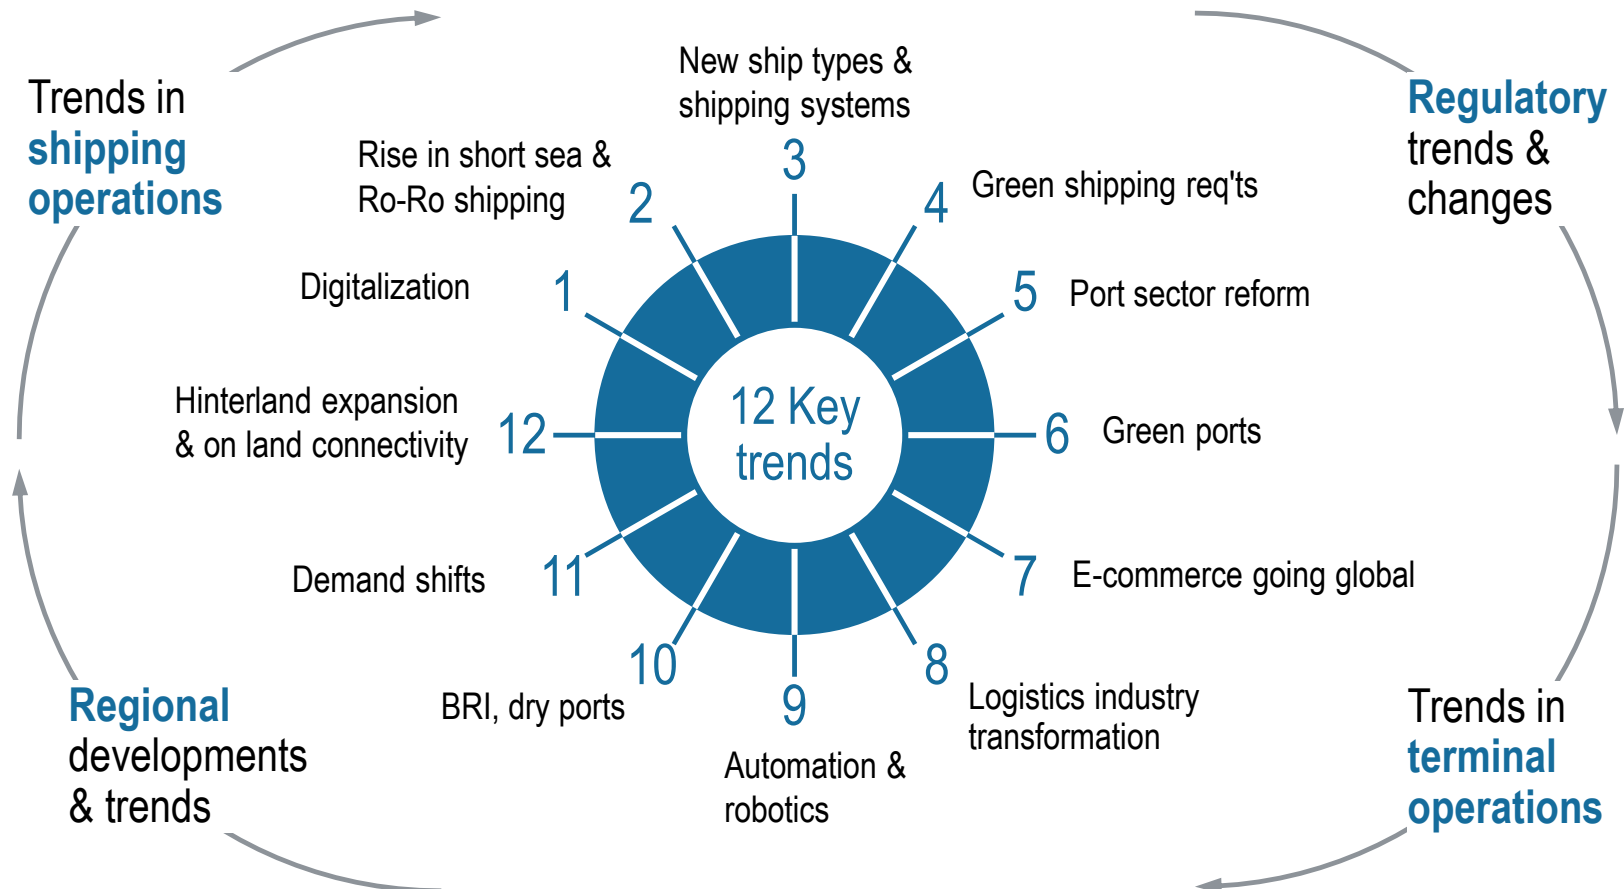 Trends in
shipping
operations
Regulatory
trends &
changes
12 Key
trends
1
Digitalization
2
Rise in short sea &
Ro-Ro shipping
3
New ship types &
shipping systems
4
Green shipping req'ts
5
Port sector reform
6
Green ports
7
E-commerce going global
8
Logistics industry
transformation
9
Automation &
robotics
10
BRI, dry ports
11
Demand shifts
12
Hinterland expansion
& on land connectivity
Regional
developments
& trends
Trends in
terminal
operations